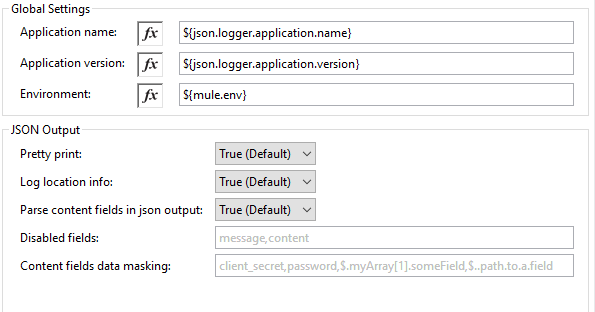 Global Settings
Application name: fx ${json.logger.application.name}
Application version: fx ${json.logger.application.version}
Environment: fx ${mule.env}
JSON Output
Pretty print: True (Default)
Log location info: True (Default)
Parse content fields in json output: True (Default)
Disabled fields: message,content
Content fields data masking: client_secret,password,$.myArray[1].someField,$..path.to.a.field